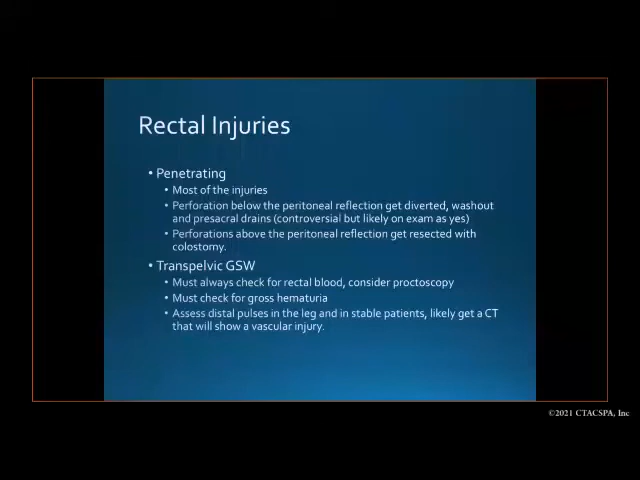 Rectal Injuries
• Penetrating
• Most of the injuries
• Perforation below the peritoneal reflection get diverted, washout
and presacral drains (controversial but likely on exam as yes)
• Perforations above the peritoneal reflection get resected with
colostomy.
• Transpelvic GSW
• Must always check for rectal blood, consider proctoscopy
• Must check for gross hematuria
• Assess distal pulses in the leg and in stable patients, likely get a CT
that will show a vascular injury.
©2021 CTACSPA, Inc